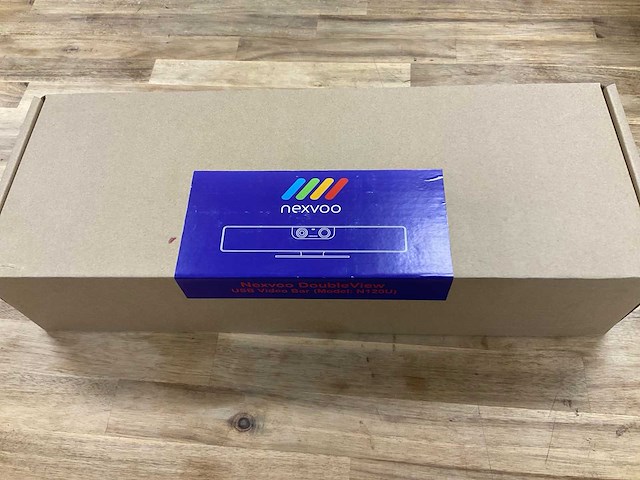 nexvoo
Nexvoo DoubleView
USB Video Bar (Model: N120U)